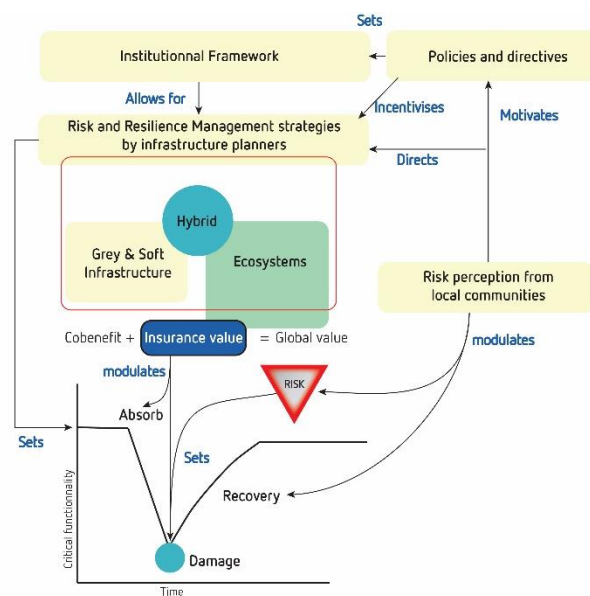 Sets
Institutionnal Framework
Policies and directives
Allows for
Incentivises
Motivates
Risk and Resilience Management strategies
by infrastructure planners
Directs
Hybrid
Grey & Soft
Infrastructure
Ecosystems
Risk perception from
local communities
Cobenefit + Insurance value = Global value
modulates
modulates
RISK
Absorb
Sets
Sets
Recovery
Critical functionnality
Damage
Time